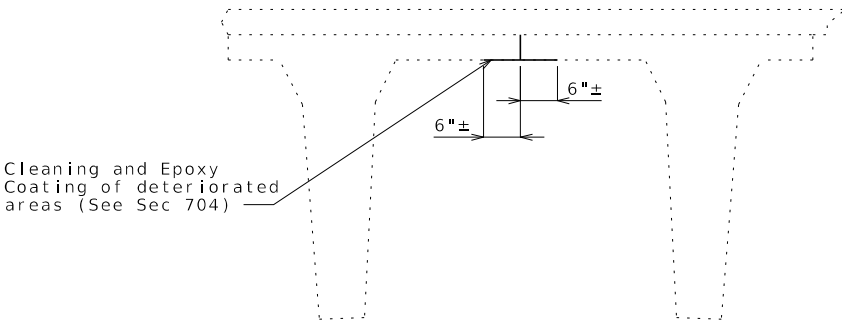 6"±
6"±
Cleaning and Epoxy
Coating of deteriorated
areas (See Sec 704)